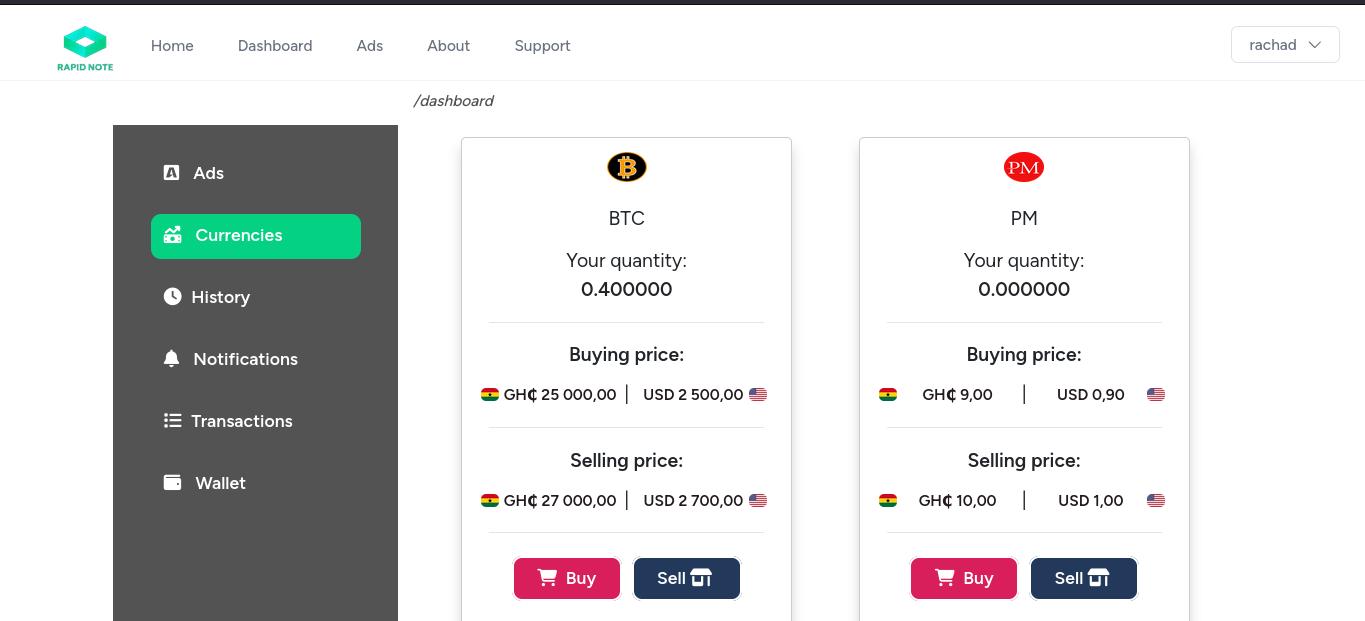 RAPID NOTE
Home
Dashboard
Ads
About
Support
rachad
/dashboard
Ads
Currencies
History
Notifications
Transactions
Wallet
BTC
Your quantity:
0.400000
Buying price:
GH₵ 25 000,00 | USD 2 500,00
Selling price:
GH₵ 27 000,00 | USD 2 700,00
Buy
Sell
PM
PM
Your quantity:
0.000000
Buying price:
GH₵ 9,00 | USD 0,90
Selling price:
GH₵ 10,00 | USD 1,00
Buy
Sell